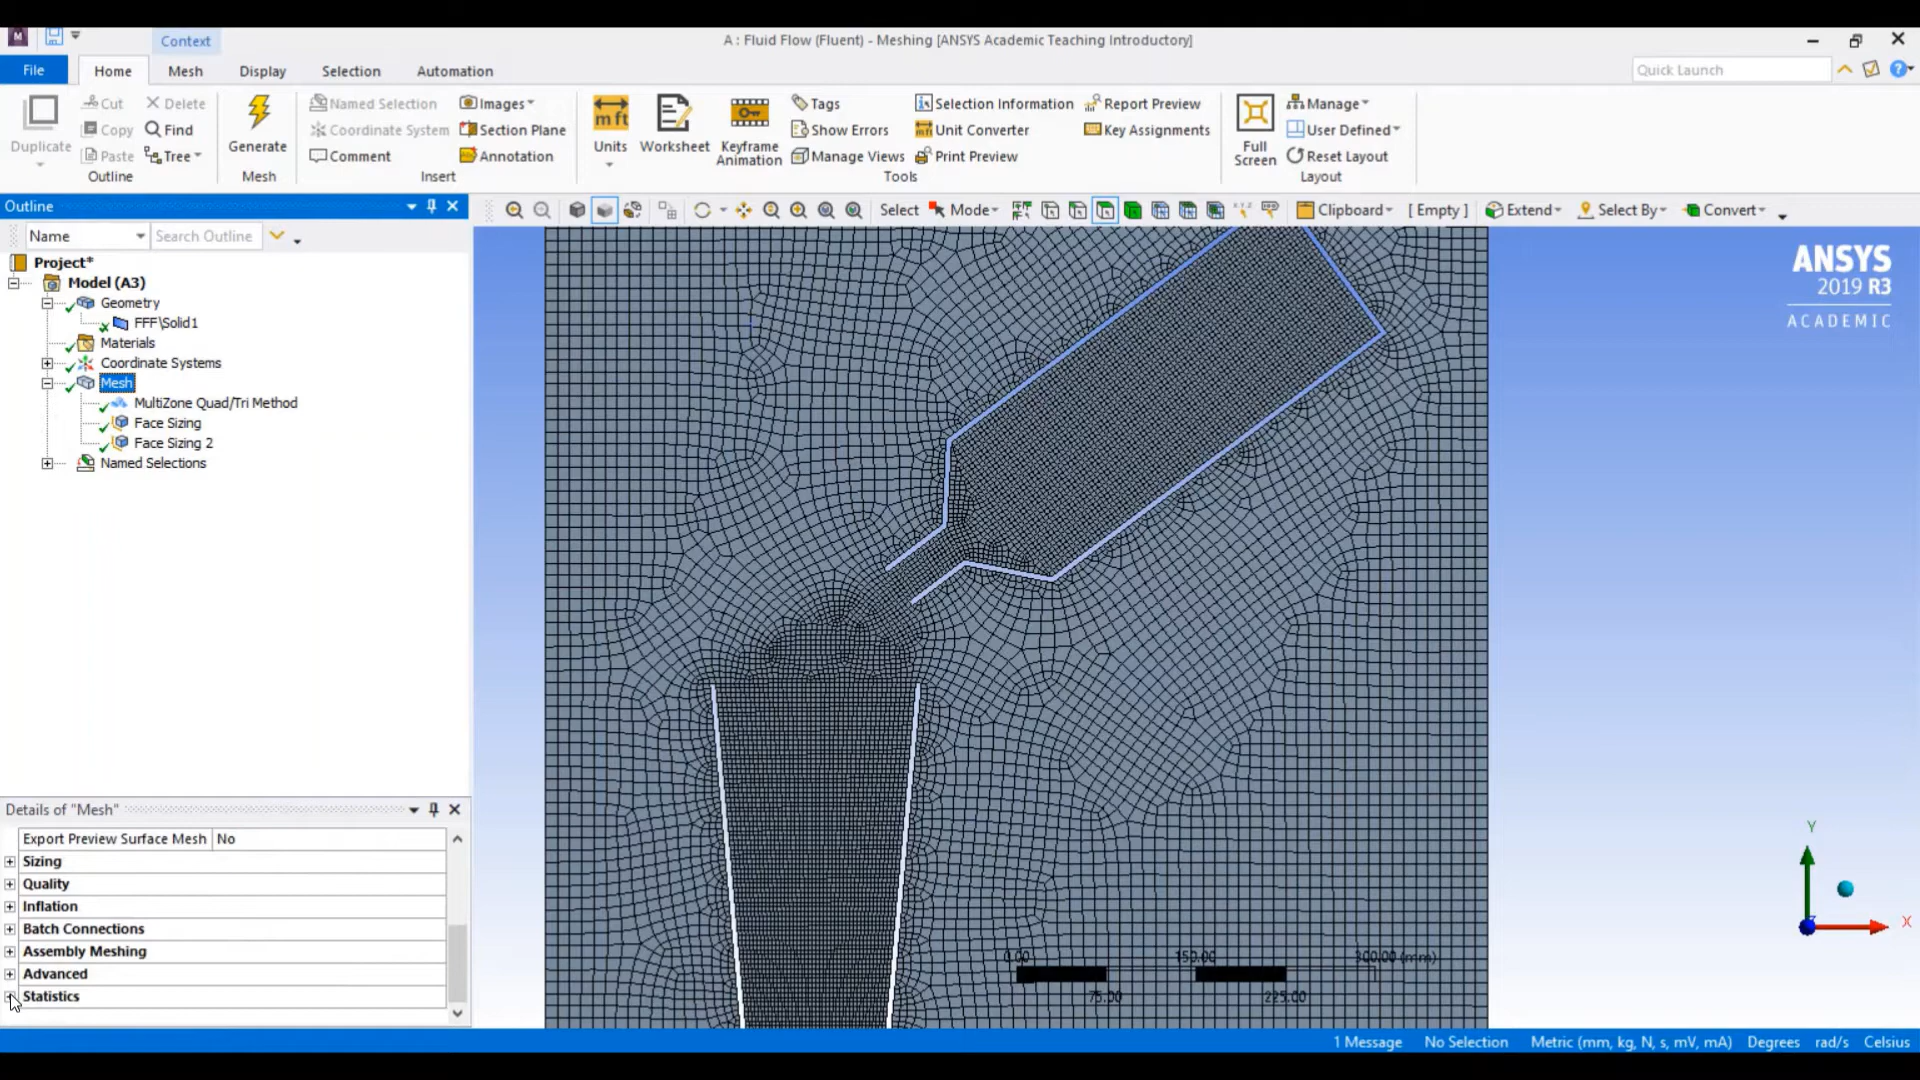 Context
A : Fluid Flow (Fluent) - Meshing [ANSYS Academic Teaching Introductory]
File Home Mesh Display Selection Automation
Quick Launch
Duplicate
Cut Delete
Copy Find
Paste Tree
Outline
Generate
Mesh
Named Selection Images
Coordinate System Section Plane
Comment Annotation
Insert
m ft
Units
Worksheet
Keyframe
Animation
Tags Selection Information Report Preview
Show Errors Unit Converter Key Assignments
Manage Views Print Preview
Tools
Full
Screen
Manage
User Defined
Reset Layout
Layout
Outline
Select Mode Clipboard [ Empty ] Extend Select By Convert
Name Search Outline
Project*
Model (A3)
Geometry
FFF\Solid1
Materials
Coordinate Systems
Mesh
MultiZone Quad/Tri Method
Face Sizing
Face Sizing 2
Named Selections
ANSYS
2019 R3
ACADEMIC
Details of "Mesh"
Export Preview Surface Mesh No
Sizing
Quality
Inflation
Batch Connections
Assembly Meshing
Advanced
Statistics
0.00 150.00 300.00 (mm)
75.00 225.00
Y
X
Z
1 Message No Selection Metric (mm, kg, N, s, mV, mA) Degrees rad/s Celsius